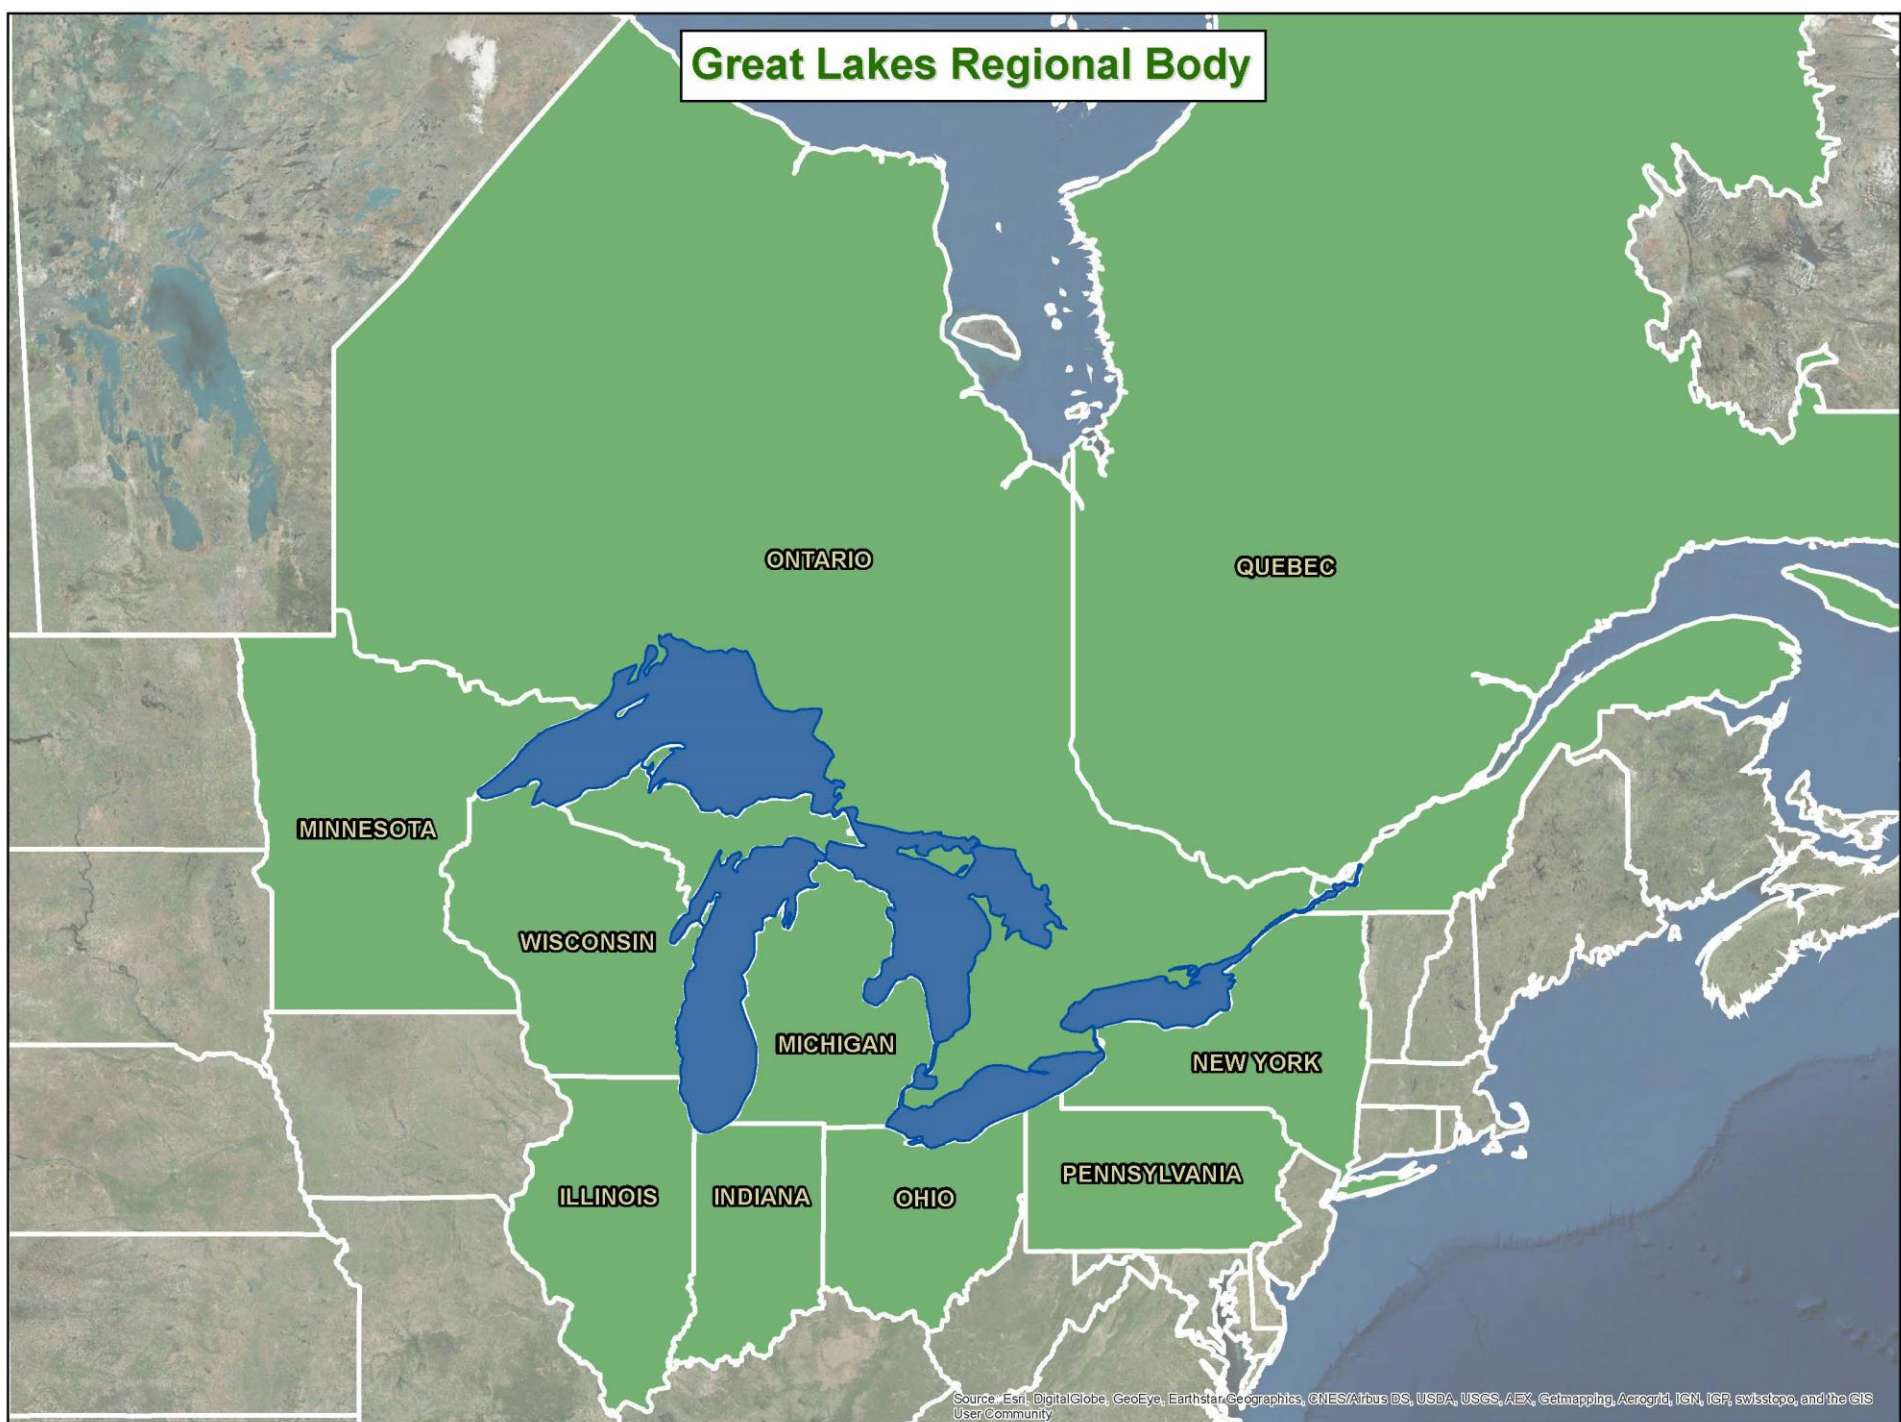 Great Lakes Regional Body
ONTARIO
QUEBEC
MINNESOTA
WISCONSIN
MICHIGAN
NEW YORK
PENNSYLVANIA
ILLINOIS
INDIANA
OHIO
Source: Esri, DigitalGlobe, GeoEye, Earthstar Geographics, CNES/Airbus DS, USDA, USGS, AEX, Getmapping, Aerogrid, IGN, IGP, swisstopo, and the GIS
User Community